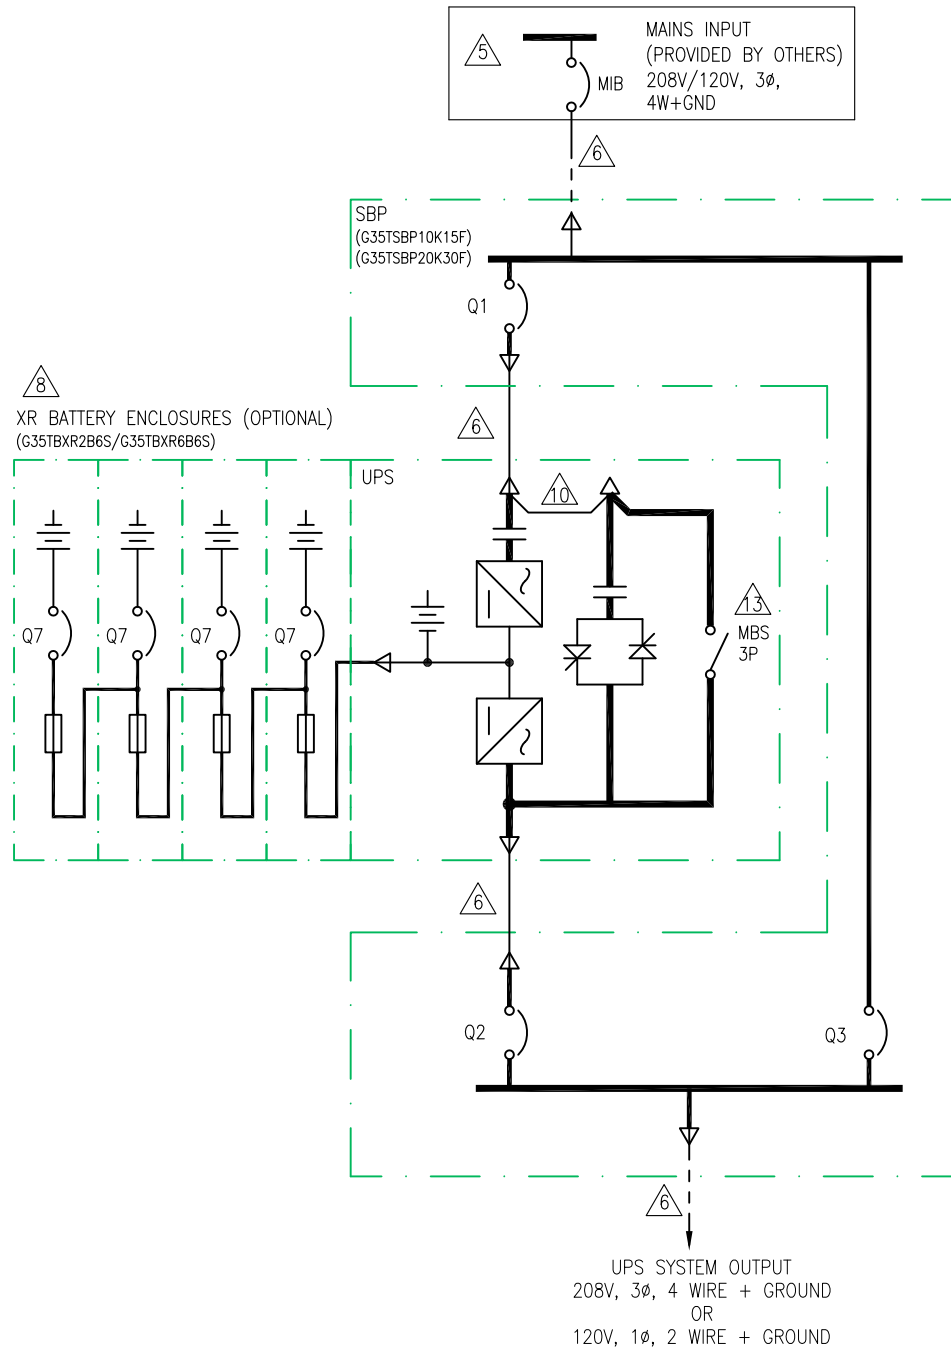 5
MAINS INPUT
(PROVIDED BY OTHERS)
208V/120V, 3ø,
4W+GND
MIB
6
SBP
(G35TSBP10K15F)
(G35TSBP20K30F)
Q1
8
XR BATTERY ENCLOSURES (OPTIONAL)
(G35TBXR2B6S/G35TBXR6B6S)
6
UPS
10
Q7
Q7
Q7
Q7
13
MBS
3P
6
Q2
Q3
6
UPS SYSTEM OUTPUT
208V, 3ø, 4 WIRE + GROUND
OR
120V, 1ø, 2 WIRE + GROUND